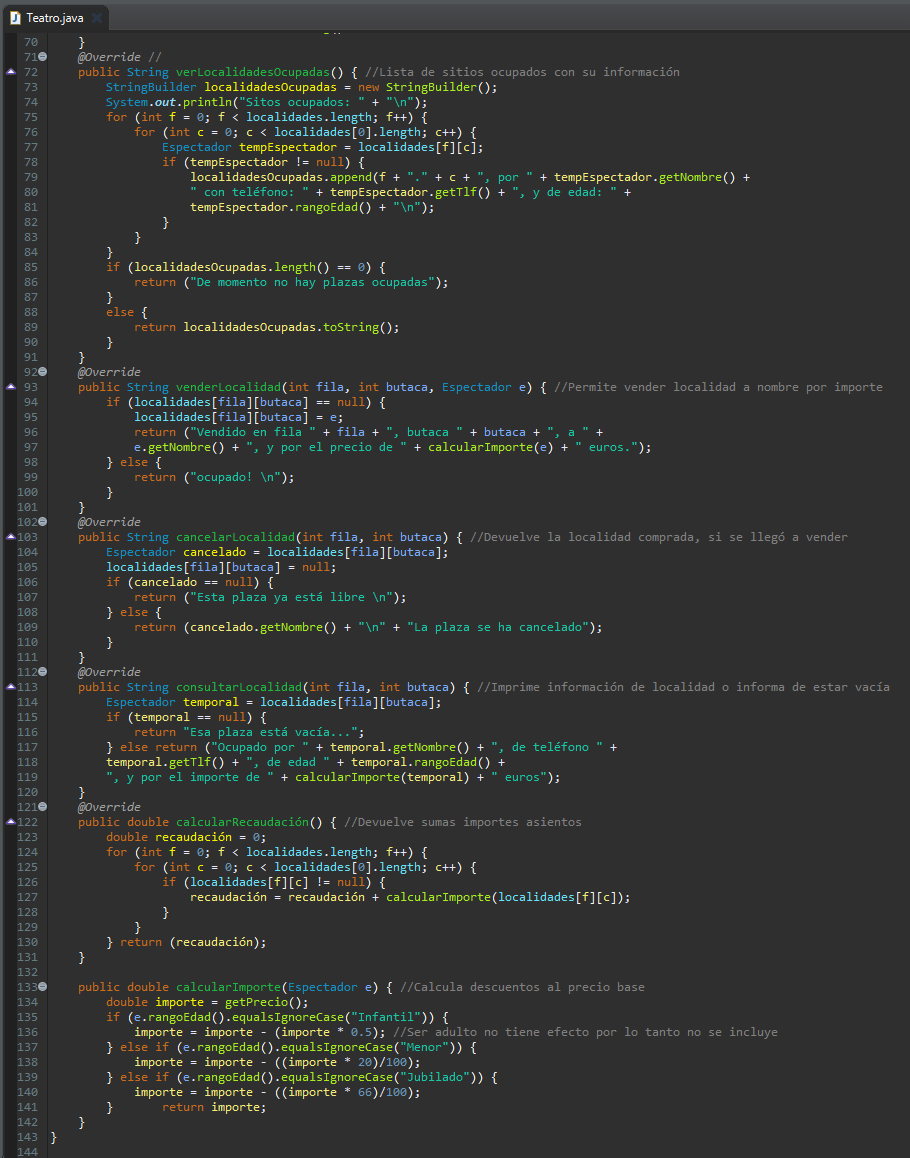 Teatro.java
70 }
71 @Override //
72 public String verLocalidadesOcupadas() { //Lista de sitios ocupados con su información
73 StringBuilder localidadesOcupadas = new StringBuilder();
74 System.out.println("Sitos ocupados: " + "\n");
75 for (int f = 0; f < localidades.length; f++) {
76 for (int c = 0; c < localidades[0].length; c++) {
77 Espectador tempEspectador = localidades[f][c];
78 if (tempEspectador != null) {
79 localidadesOcupadas.append(f + "." + c + ", por " + tempEspectador.getNombre() +
80 " con teléfono: " + tempEspectador.getTlf() + ", y de edad: " +
81 tempEspectador.rangoEdad() + "\n");
82 }
83 }
84 }
85 if (localidadesOcupadas.length() == 0) {
86 return ("De momento no hay plazas ocupadas");
87 }
88 else {
89 return localidadesOcupadas.toString();
90 }
91 }
92 @Override
93 public String venderLocalidad(int fila, int butaca, Espectador e) { //Permite vender localidad a nombre por importe
94 if (localidades[fila][butaca] == null) {
95 localidades[fila][butaca] = e;
96 return ("Vendido en fila " + fila + ", butaca " + butaca + ", a " +
97 e.getNombre() + ", y por el precio de " + calcularImporte(e) + " euros.");
98 } else {
99 return ("ocupado! \n");
100 }
101 }
102 @Override
103 public String cancelarLocalidad(int fila, int butaca) { //Devuelve la localidad comprada, si se llegó a vender
104 Espectador cancelado = localidades[fila][butaca];
105 localidades[fila][butaca] = null;
106 if (cancelado == null) {
107 return ("Esta plaza ya está libre \n");
108 } else {
109 return (cancelado.getNombre() + "\n" + "La plaza se ha cancelado");
110 }
111 }
112 @Override
113 public String consultarLocalidad(int fila, int butaca) { //Imprime información de localidad o informa de estar vacía
114 Espectador temporal = localidades[fila][butaca];
115 if (temporal == null) {
116 return "Esa plaza está vacía...";
117 } else return ("Ocupado por " + temporal.getNombre() + ", de teléfono " +
118 temporal.getTlf() + ", de edad " + temporal.rangoEdad() +
119 ", y por el importe de " + calcularImporte(temporal) + " euros");
120 }
121 @Override
122 public double calcularRecaudación() { //Devuelve sumas importes asientos
123 double recaudación = 0;
124 for (int f = 0; f < localidades.length; f++) {
125 for (int c = 0; c < localidades[0].length; c++) {
126 if (localidades[f][c] != null) {
127 recaudación = recaudación + calcularImporte(localidades[f][c]);
128 }
129 }
130 } return (recaudación);
131 }
132
133 public double calcularImporte(Espectador e) { //Calcula descuentos al precio base
134 double importe = getPrecio();
135 if (e.rangoEdad().equalsIgnoreCase("Infantil")) {
136 importe = importe - (importe * 0.5); //Ser adulto no tiene efecto por lo tanto no se incluye
137 } else if (e.rangoEdad().equalsIgnoreCase("Menor")) {
138 importe = importe - ((importe * 20)/100);
139 } else if (e.rangoEdad().equalsIgnoreCase("Jubilado")) {
140 importe = importe - ((importe * 66)/100);
141 } return importe;
142 }
143 }
144